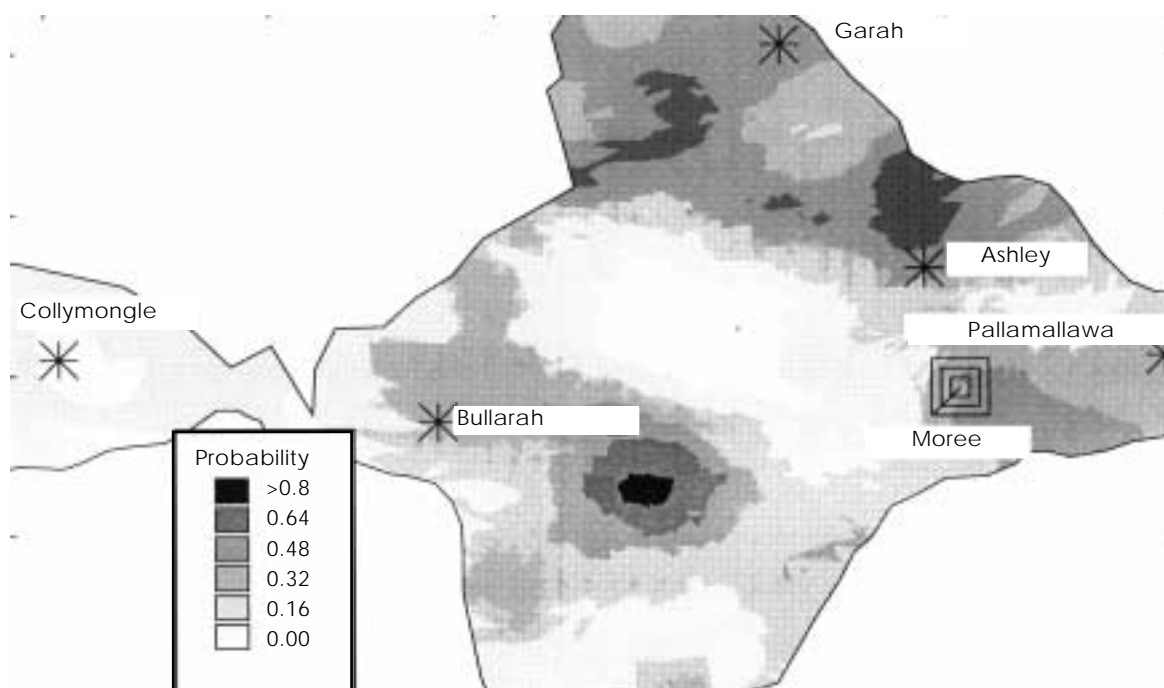 Garah
Ashley
Collymongle
Pallamallawa
Bullarah
Moree
Probability
>0.8
0.64
0.48
0.32
0.16
0.00